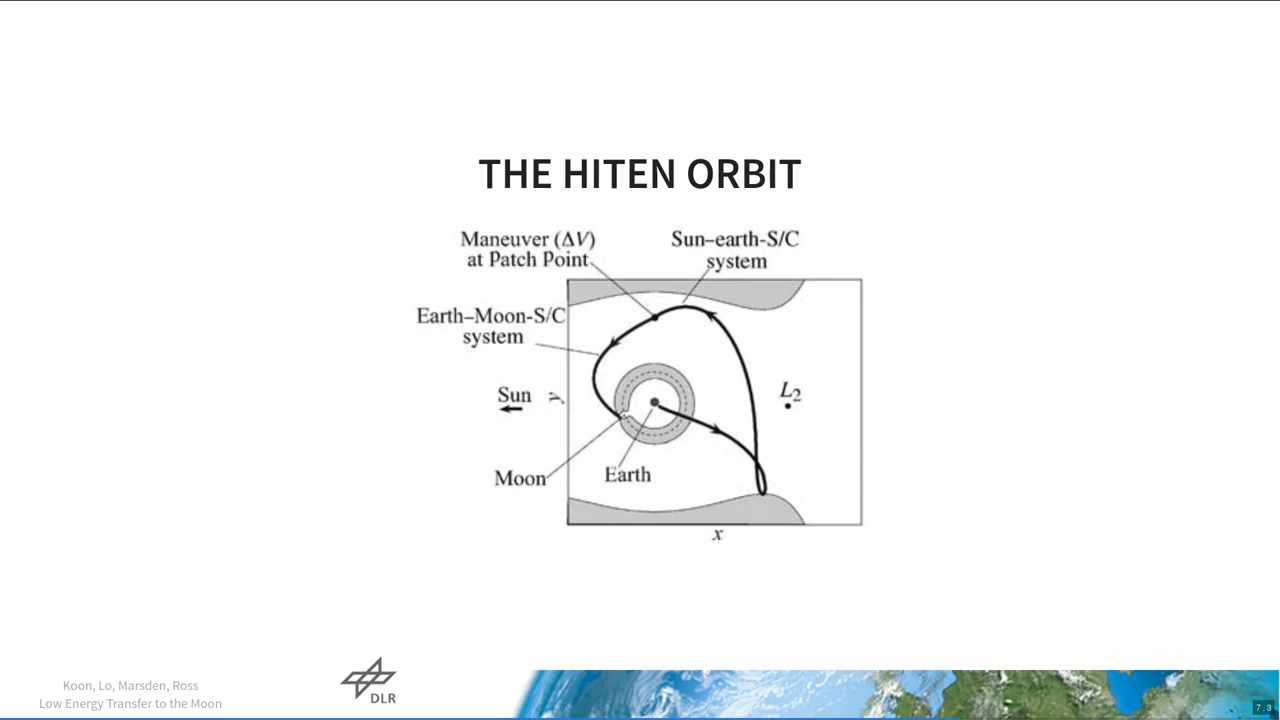 THE HITEN ORBIT
Maneuver (ΔV)
at Patch Point
Sun–earth-S/C
system
Earth–Moon-S/C
system
Sun
y
L2
Moon
Earth
x
Koon, Lo, Marsden, Ross
Low Energy Transfer to the Moon
DLR
7.3